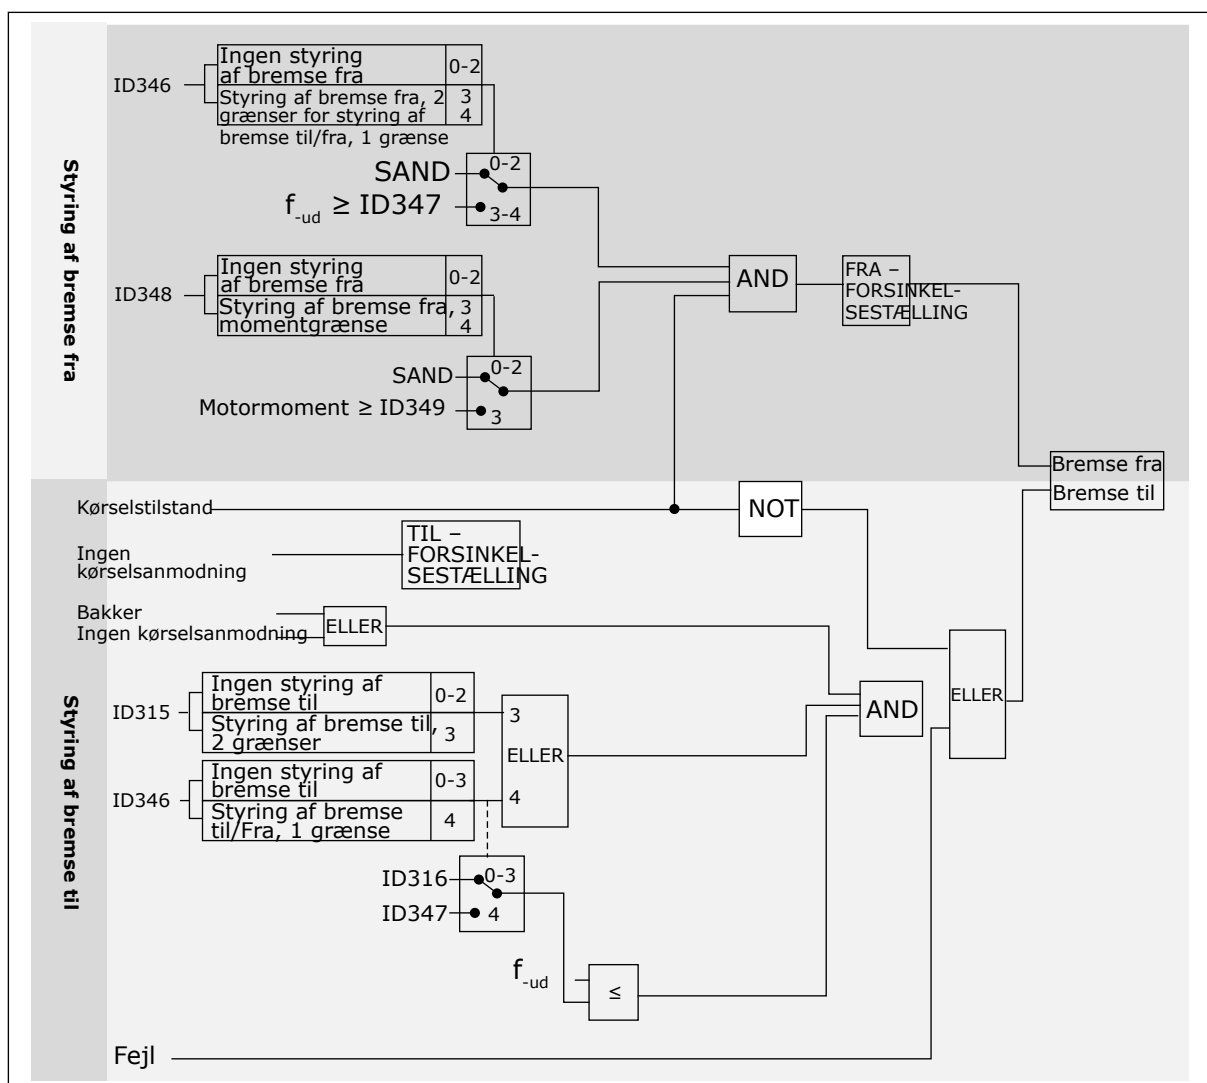 Styring af bremse fra
ID346
Ingen styring
af bremse fra
0-2
Styring af bremse fra, 2
grænser for styring af
bremse til/fra, 1 grænse
3
4
SAND
0-2
f-ud ≥ ID347
3-4
ID348
Ingen styring
af bremse fra
0-2
Styring af bremse fra,
momentgrænse
3
4
SAND
0-2
Motormoment ≥ ID349
3
AND
FRA –
FORSINKEL-
SESTÆLLING
Bremse fra
Bremse til
Styring af bremse til
Kørselstilstand
NOT
Ingen
kørselsanmodning
TIL –
FORSINKEL-
SESTÆLLING
Bakker
Ingen kørselsanmodning
ELLER
ID315
Ingen styring af
bremse til
0-2
Styring af bremse til,
2 grænser
3
ID346
Ingen styring af
bremse til
0-3
Styring af bremse
til/Fra, 1 grænse
4
3
ELLER
4
AND
ELLER
ID316
0-3
ID347
4
f-ud
≤
Fejl